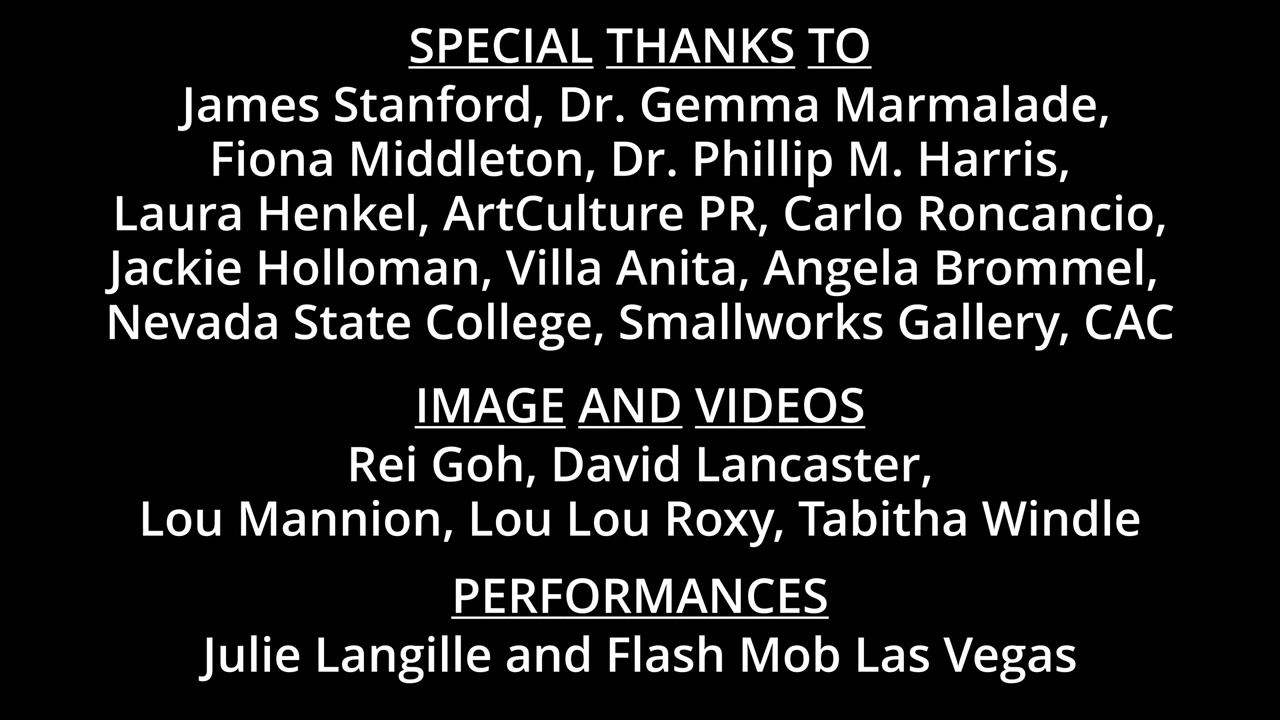 SPECIAL THANKS TO
James Stanford, Dr. Gemma Marmalade,
Fiona Middleton, Dr. Phillip M. Harris,
Laura Henkel, ArtCulture PR, Carlo Roncancio,
Jackie Holloman, Villa Anita, Angela Brommel,
Nevada State College, Smallworks Gallery, CAC
IMAGE AND VIDEOS
Rei Goh, David Lancaster,
Lou Mannion, Lou Lou Roxy, Tabitha Windle
PERFORMANCES
Julie Langille and Flash Mob Las Vegas